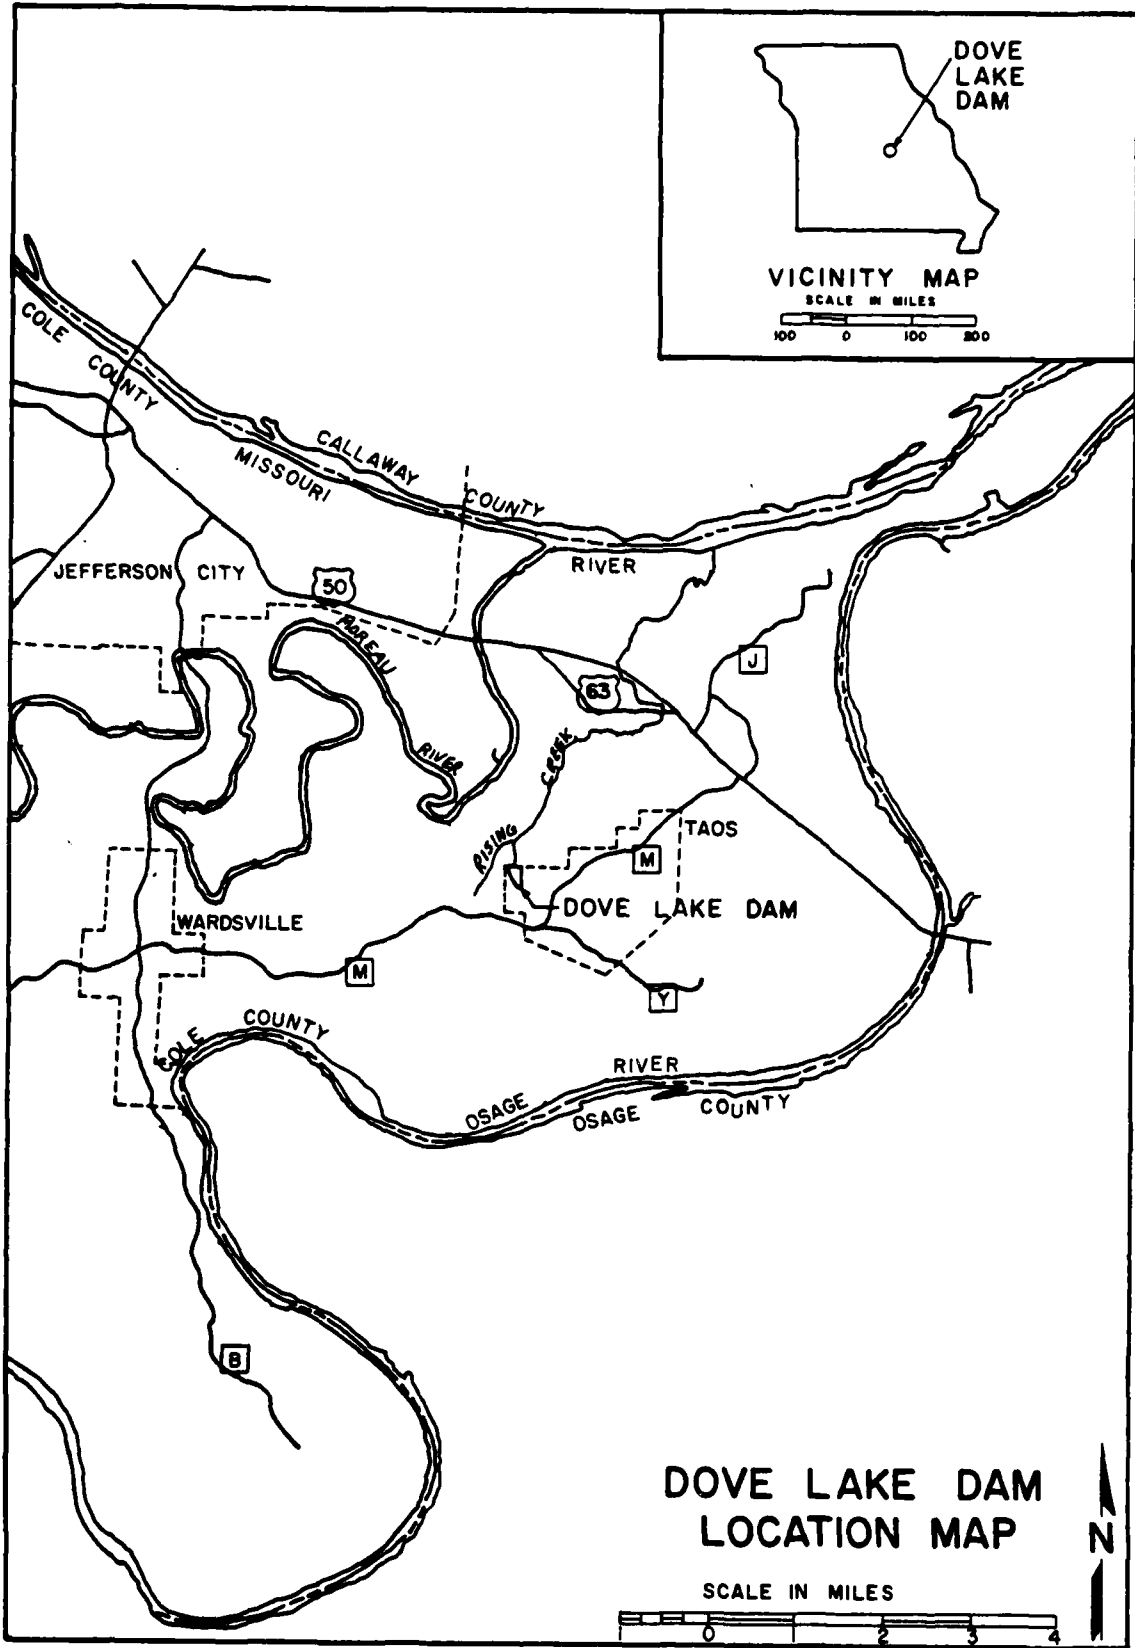 DOVE
LAKE
DAM
VICINITY MAP
SCALE IN MILES
100 0 100 200
COLE
COUNTY
CALLAWAY
COUNTY
MISSOURI
RIVER
JEFFERSON CITY
50
MOREAU
RIVER
63
J
CREEK
RISING
TAOS
M
DOVE LAKE DAM
WARDSVILLE
M
Y
COLE COUNTY
RIVER
OSAGE
OSAGE COUNTY
B
DOVE LAKE DAM
LOCATION MAP
N
SCALE IN MILES
0 1 2 3 4